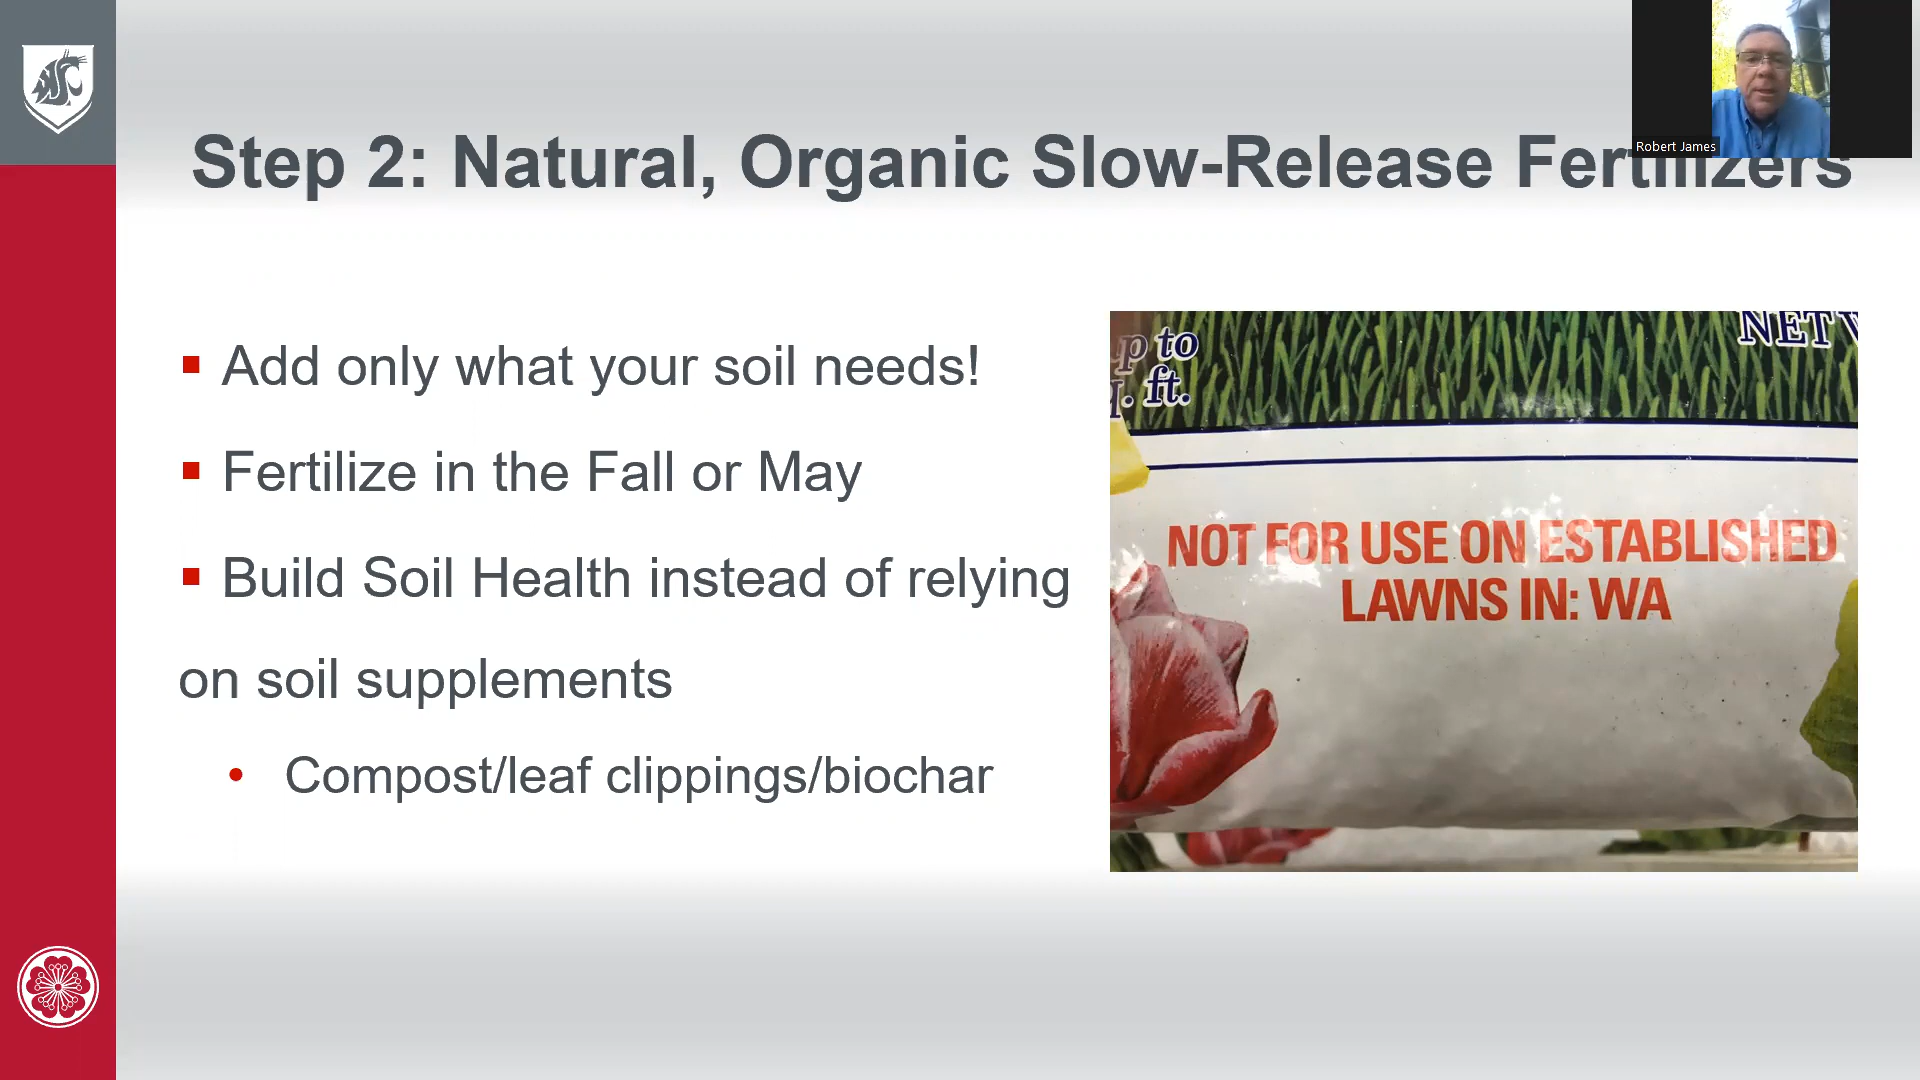 Robert James
Step 2: Natural, Organic Slow-Release Fertilizers
Add only what your soil needs!
Fertilize in the Fall or May
Build Soil Health instead of relying
on soil supplements
Compost/leaf clippings/biochar
to
ft.
NET
NOT FOR USE ON ESTABLISHED
LAWNS IN: WA